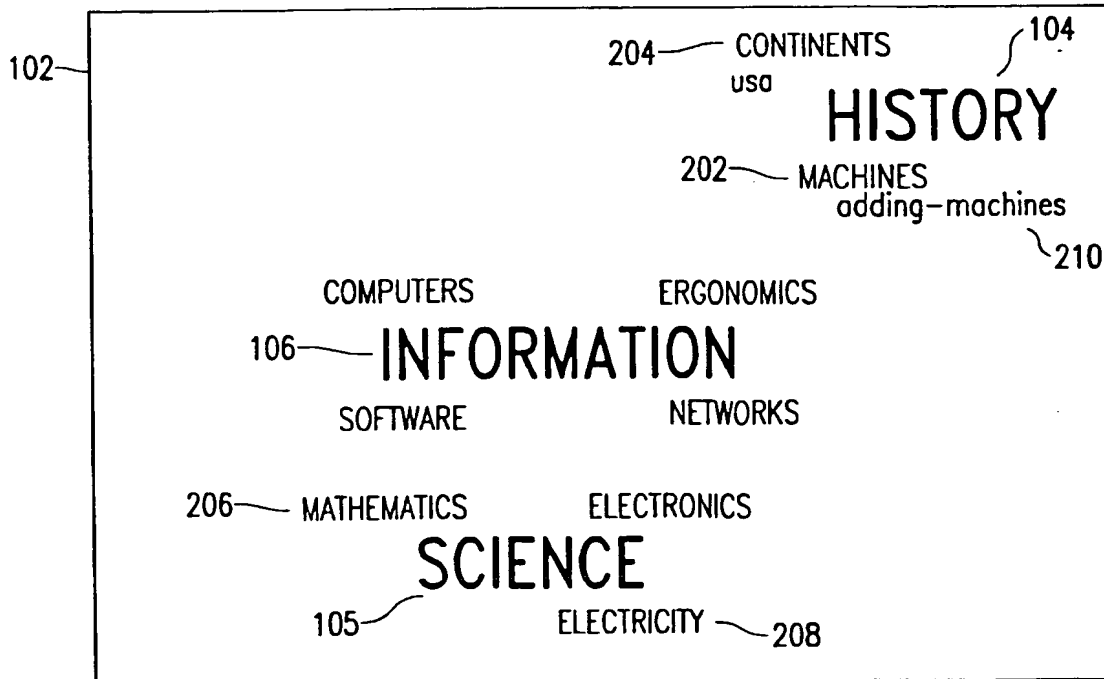 204 CONTINENTS 104
102 usa
HISTORY
202 MACHINES
adding-machines
210
COMPUTERS ERGONOMICS
106 INFORMATION
SOFTWARE NETWORKS
206 MATHEMATICS ELECTRONICS
SCIENCE
105 ELECTRICITY 208